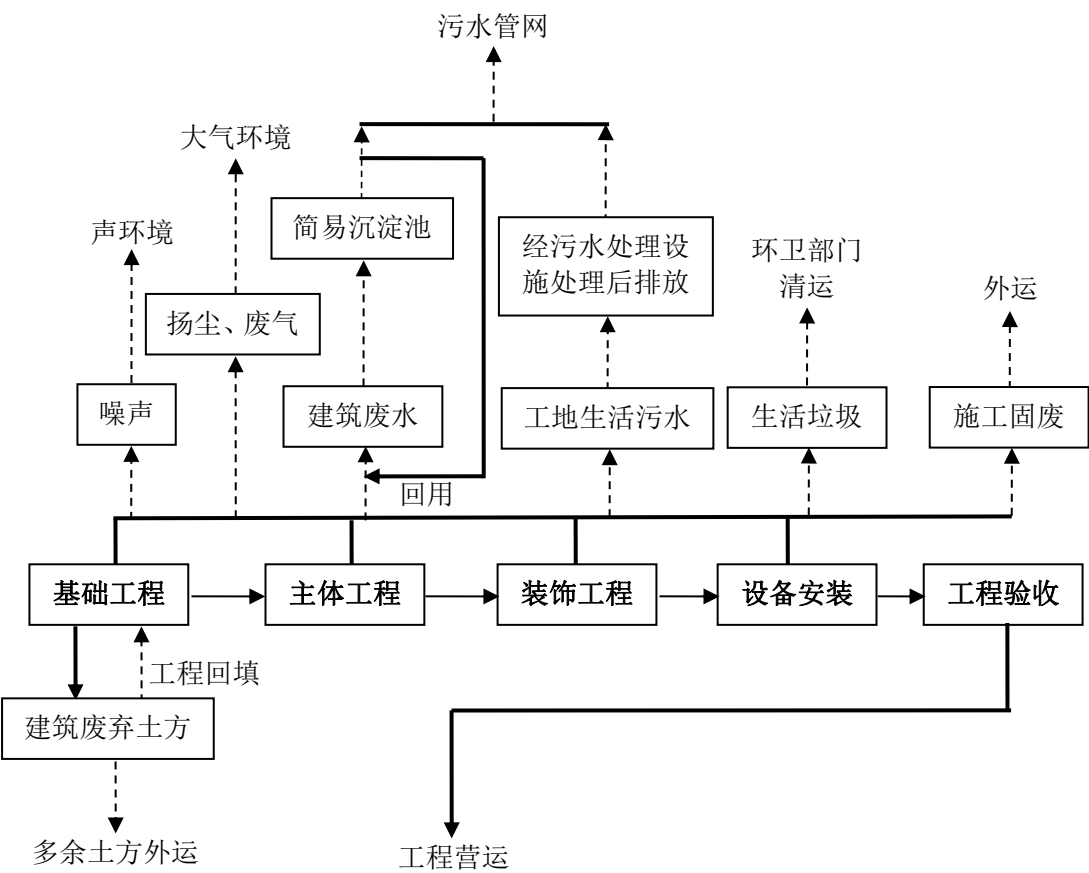 污水管网
大气环境
简易沉淀池
声环境
经污水处理设
施处理后排放
环卫部门
清运
外运
扬尘、废气
噪声
建筑废水
工地生活污水
生活垃圾
施工固废
回用
基础工程
主体工程
装饰工程
设备安装
工程验收
工程回填
建筑废弃土方
多余土方外运
工程营运